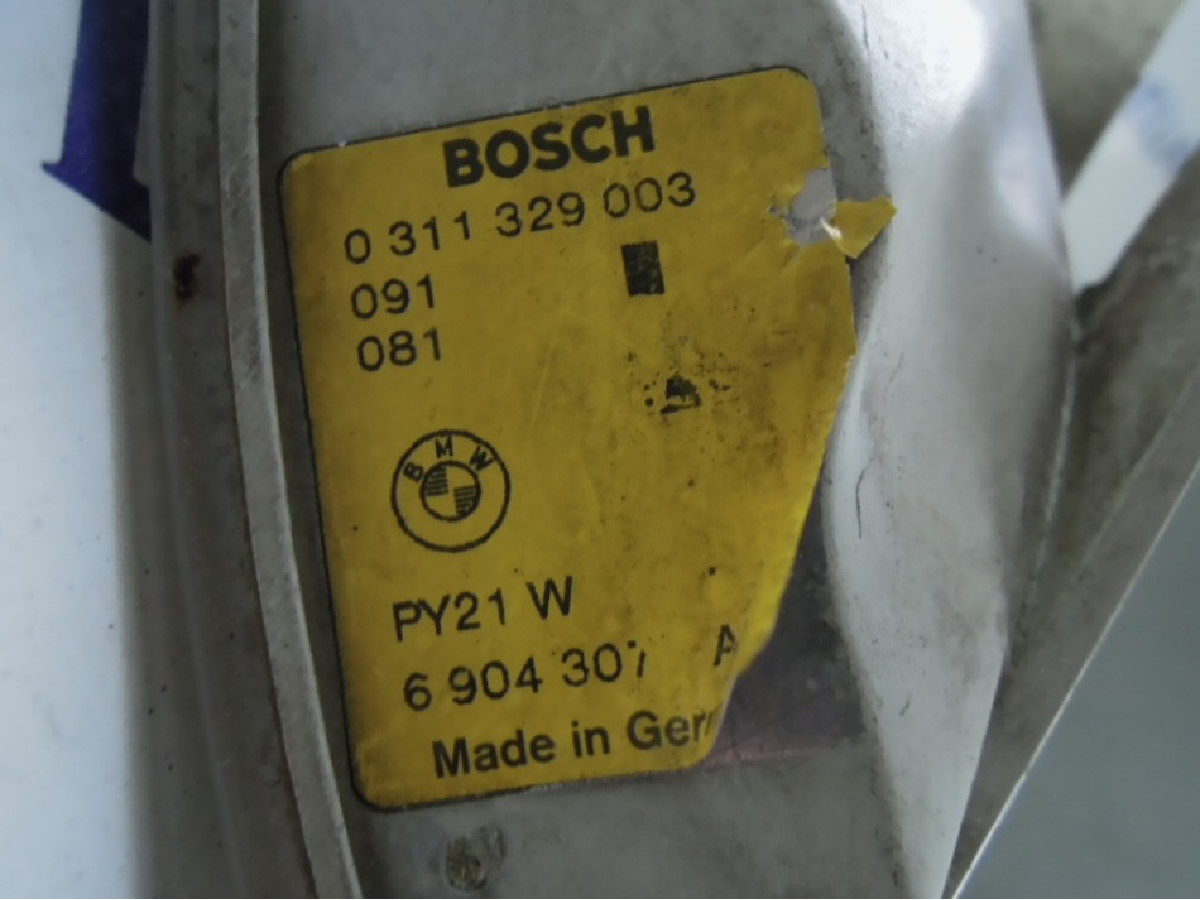 BOSCH
0 311 329 003
091
081
BMW
PY21 W
6 904 30
Made in Ger